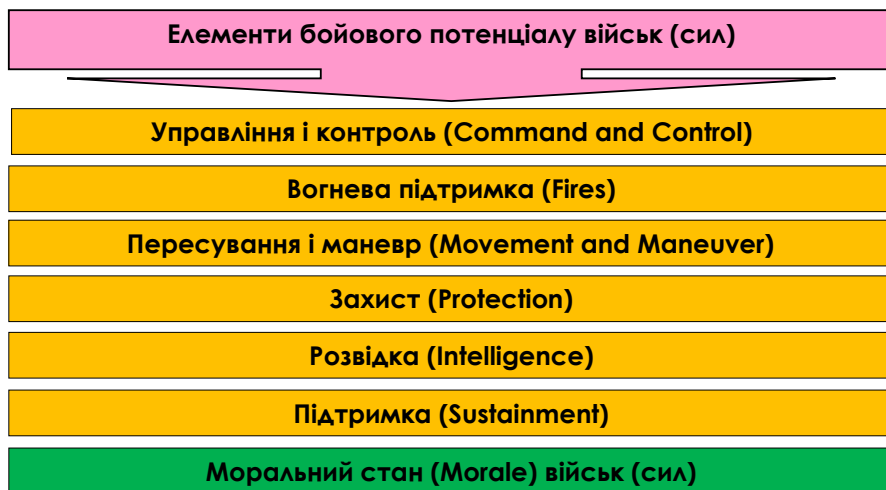 Елементи бойового потенціалу військ (сил)
Управління і контроль (Command and Control)
Вогнева підтримка (Fires)
Пересування і маневр (Movement and Maneuver)
Захист (Protection)
Розвідка (Intelligence)
Підтримка (Sustainment)
Моральний стан (Morale) військ (сил)